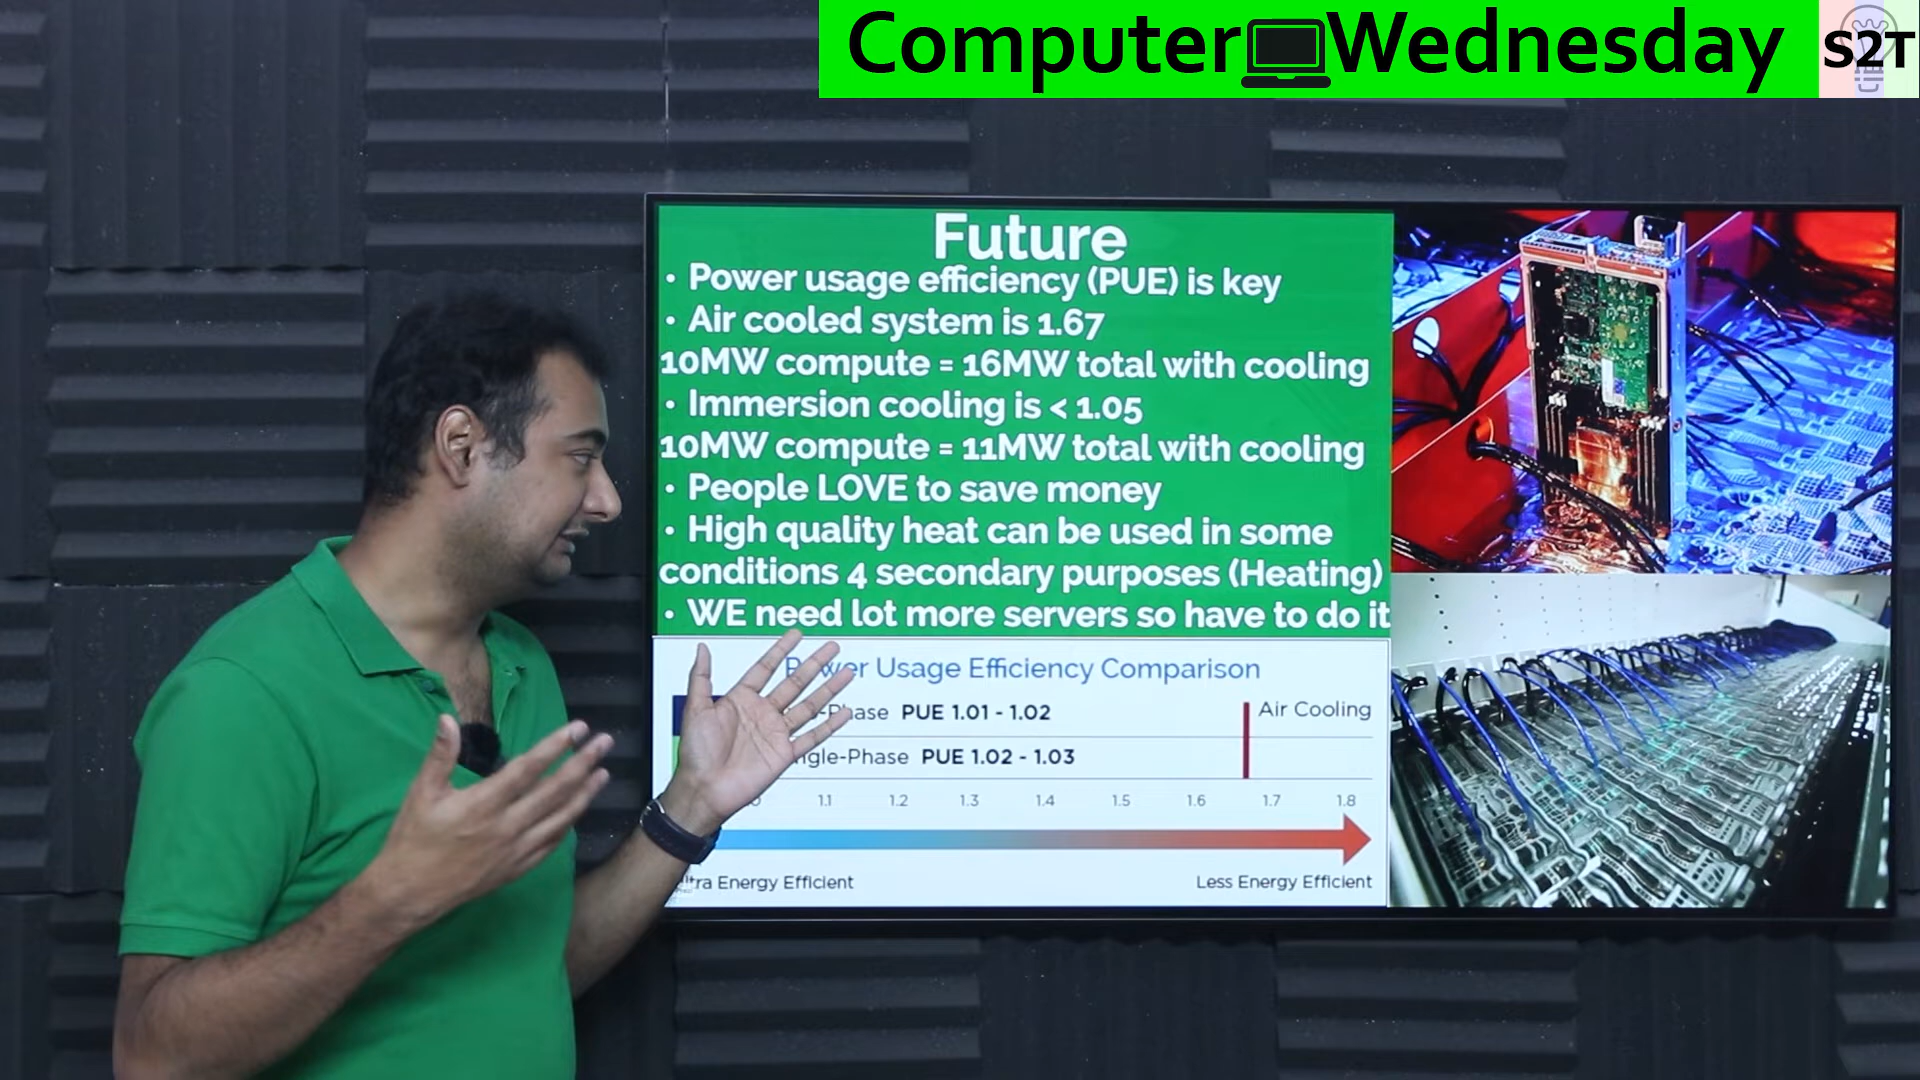 Computer Wednesday
S2T
Future
• Power usage efficiency (PUE) is key
• Air cooled system is 1.67
10MW compute = 16MW total with cooling
• Immersion cooling is < 1.05
10MW compute = 11MW total with cooling
• People LOVE to save money
• High quality heat can be used in some
conditions 4 secondary purposes (Heating)
• WE need lot more servers so have to do it
Usage Efficiency Comparison
PUE 1.01 - 1.02
Air Cooling
PUE 1.02 - 1.03
1.1 1.2 1.3 1.4 1.5 1.6 1.7 1.8
Energy Efficient
Less Energy Efficient